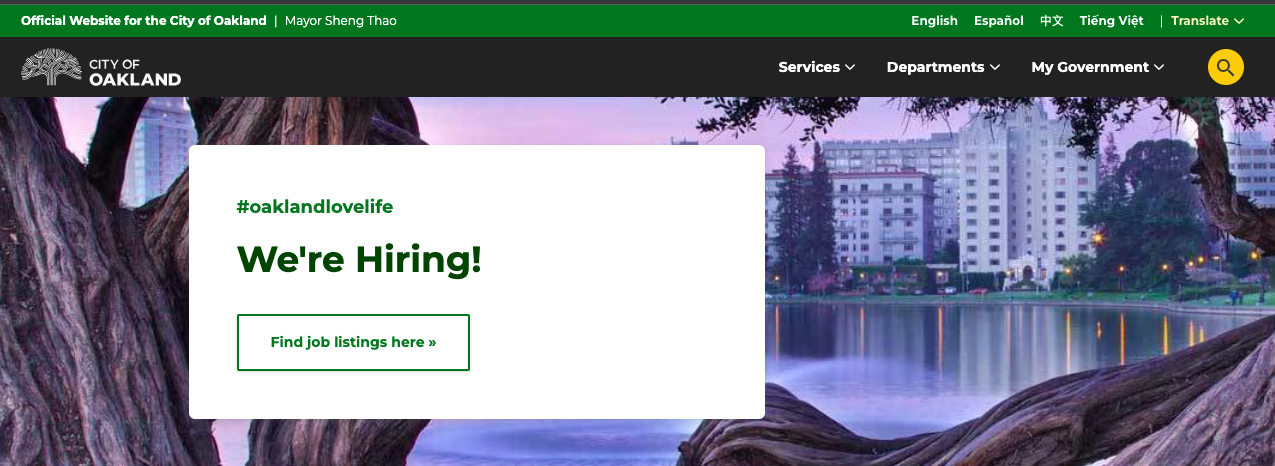 Official Website for the City of Oakland | Mayor Sheng Thao
English Español 中文 Tiếng Việt | Translate
CITY OF
OAKLAND
Services Departments My Government
#oaklandlovelife
We're Hiring!
Find job listings here »